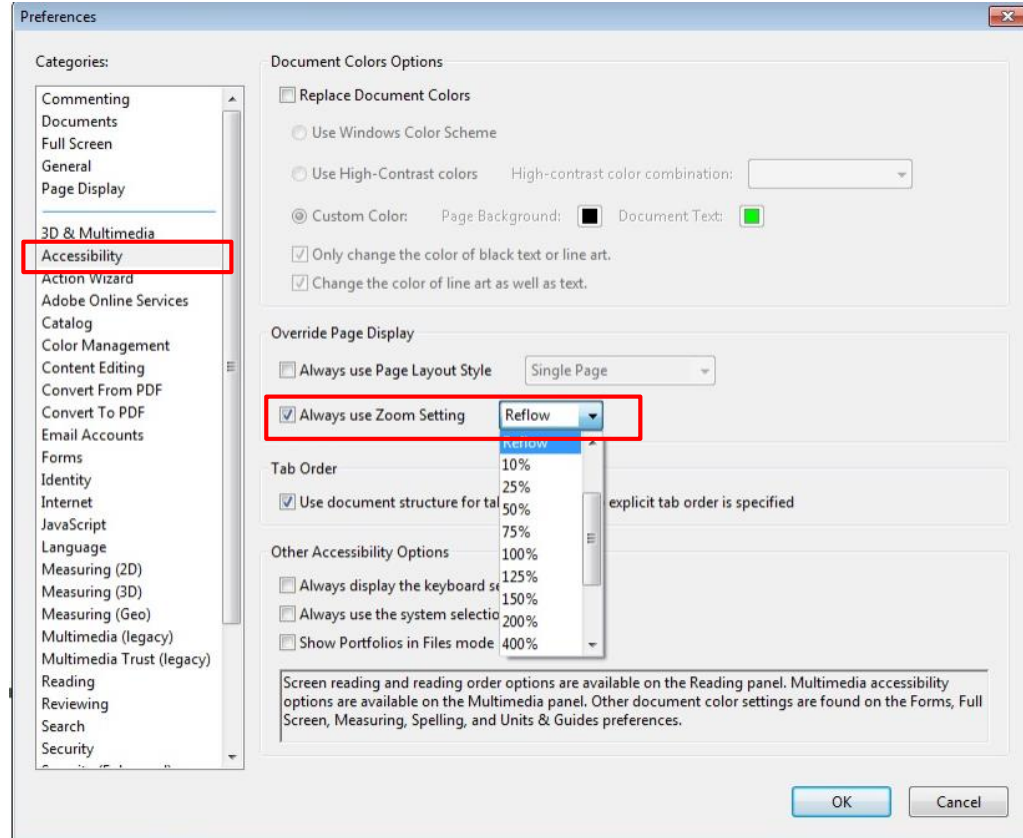 Preferences
Categories:
Commenting
Documents
Full Screen
General
Page Display
3D & Multimedia
Accessibility
Action Wizard
Adobe Online Services
Catalog
Color Management
Content Editing
Convert From PDF
Convert To PDF
Email Accounts
Forms
Identity
Internet
JavaScript
Language
Measuring (2D)
Measuring (3D)
Measuring (Geo)
Multimedia (legacy)
Multimedia Trust (legacy)
Reading
Reviewing
Search
Security
Document Colors Options
Replace Document Colors
Use Windows Color Scheme
Use High-Contrast colors High-contrast color combination:
Custom Color: Page Background: Document Text:
Only change the color of black text or line art.
Change the color of line art as well as text.
Override Page Display
Always use Page Layout Style Single Page
Always use Zoom Setting Reflow
Reflow
10%
25%
50%
75%
100%
125%
150%
200%
400%
Tab Order
Use document structure for explicit tab order is specified
Other Accessibility Options
Always display the keyboard
Always use the system
Show Portfolios in Files mode
Screen reading and reading order options are available on the Reading panel. Multimedia accessibility
options are available on the Multimedia panel. Other document color settings are found on the Forms, Full
Screen, Measuring, Spelling, and Units & Guides preferences.
OK Cancel